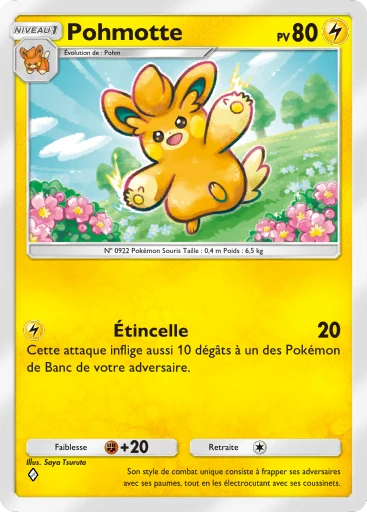 NIVEAU 1
Pohmotte
PV 80
Évolution de : Pohm
N° 0922 Pokémon Souris Taille : 0,4 m Poids : 6,5 kg
Étincelle 20
Cette attaque inflige aussi 10 dégâts à un des Pokémon
de Banc de votre adversaire.
Faiblesse +20 Retraite
Illus. Saya Tsuruta
Son style de combat unique consiste à frapper ses adversaires
avec ses paumes, tout en les électrocutant avec ses coussinets.